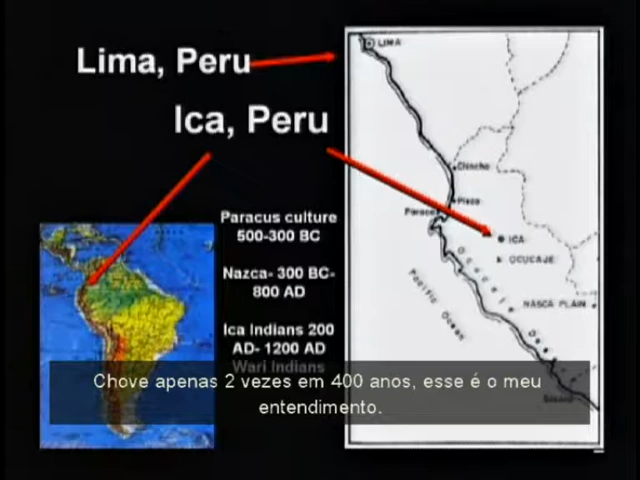 Lima, Peru
Ica, Peru
Paracus culture
500-300 BC
Nazca- 300 BC-
800 AD
Ica Indians 200
AD- 1200 AD
Wari Indians
LIMA
Chincha
Pisco
Paracas
ICA
OCUCAJE
Ocucaje Desert
NASCA PLAIN
Pacific Ocean
Chove apenas 2 vezes em 400 anos, esse é o meu
entendimento.